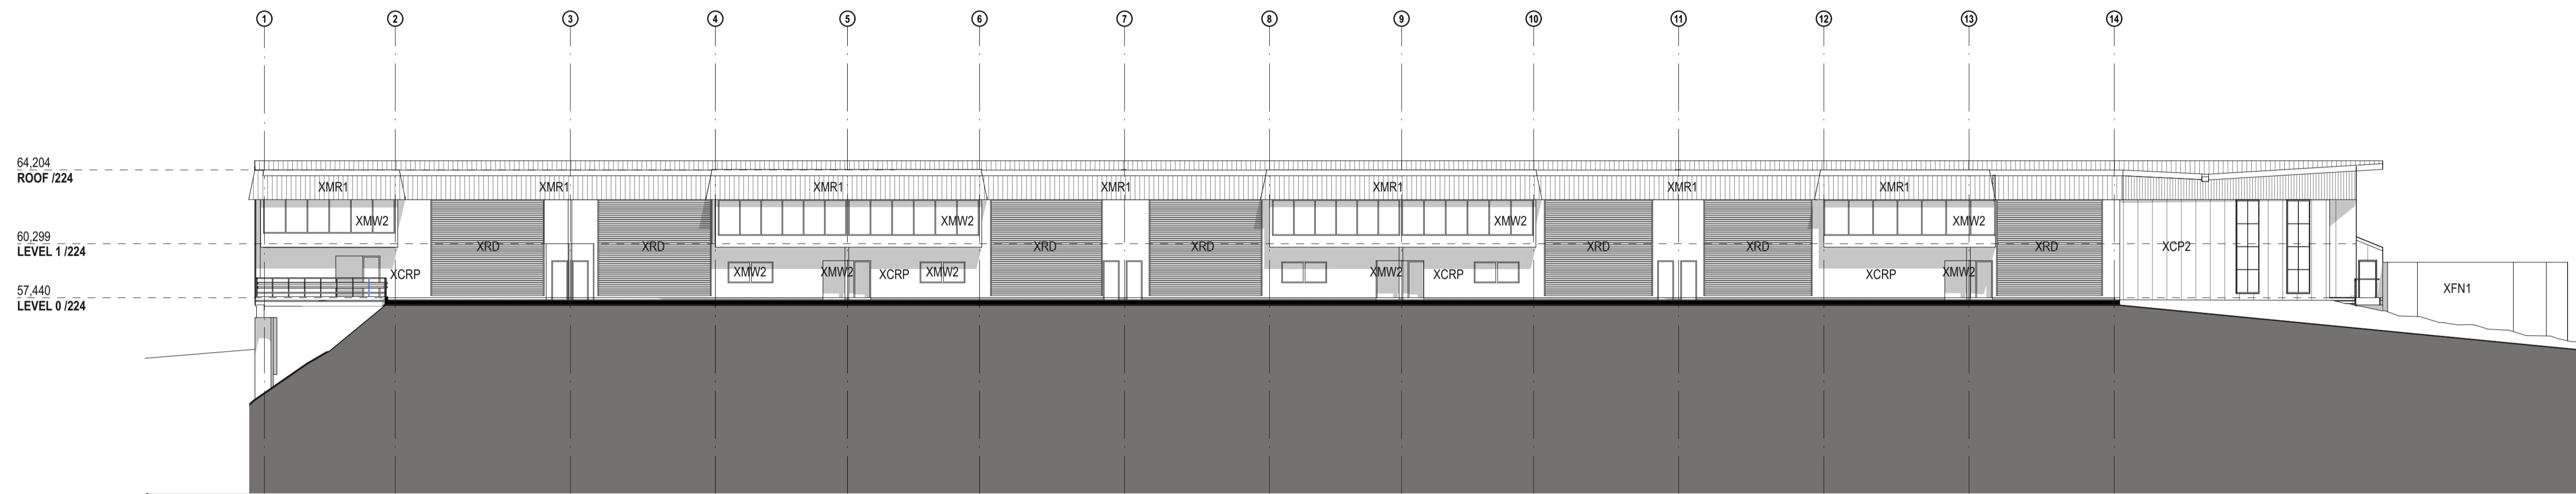 1 2 3 4 5 6 7 8 9 10 11 12 13 14
64,204
ROOF /224
XMR1 XMR1 XMR1 XMR1 XMR1 XMR1 XMR1
XMW2 XMW2 XMW2 XMW2
60,299
LEVEL 1 /224
XRD XRD XRD XRD XRD XRD XRD XCP2
XCRP XMW2 XMW2 XCRP XMW2 XMW2 XCRP XCRP XMW2
57,440
LEVEL 0 /224
XFN1